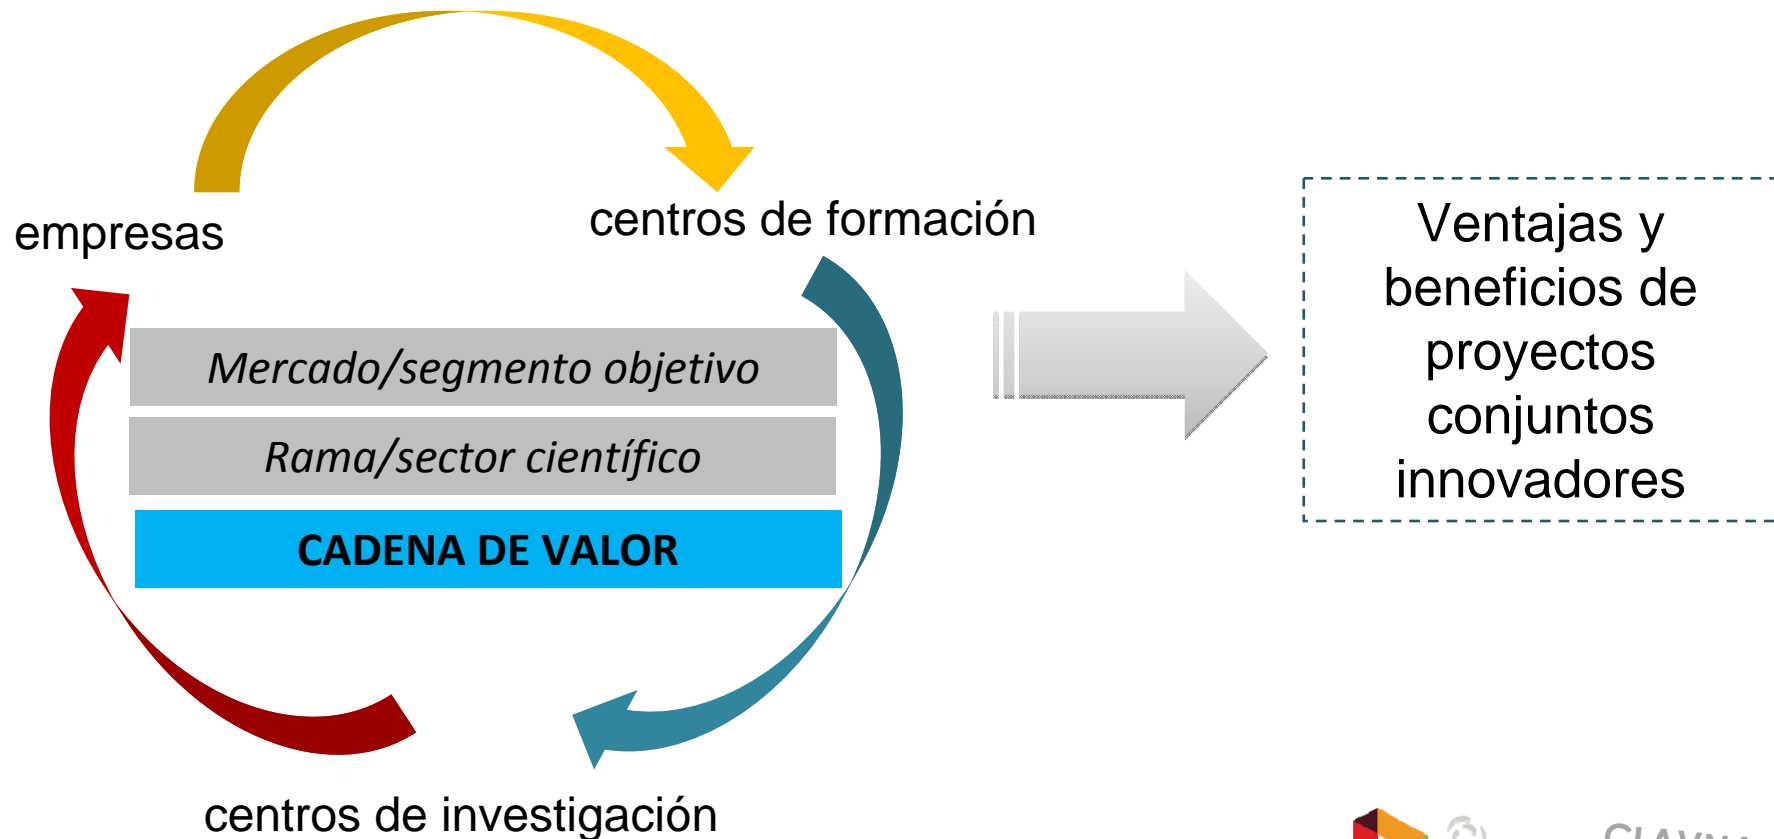 empresas
centros de formación
Mercado/segmento objetivo
Rama/sector científico
CADENA DE VALOR
centros de investigación
Ventajas y
beneficios de
proyectos
conjuntos
innovadores